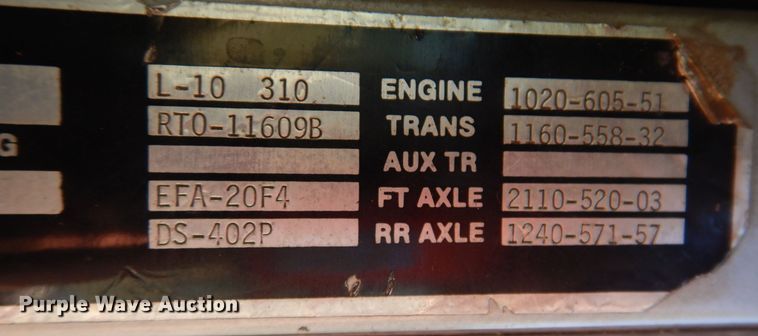 L-10 310 ENGINE 1020-605-51
RTO-11609B TRANS 1160-558-32
G AUX TR
EFA-20F4 FT AXLE 2110-520-03
DS-402P RR AXLE 1240-571-57
Purple Wave Auction